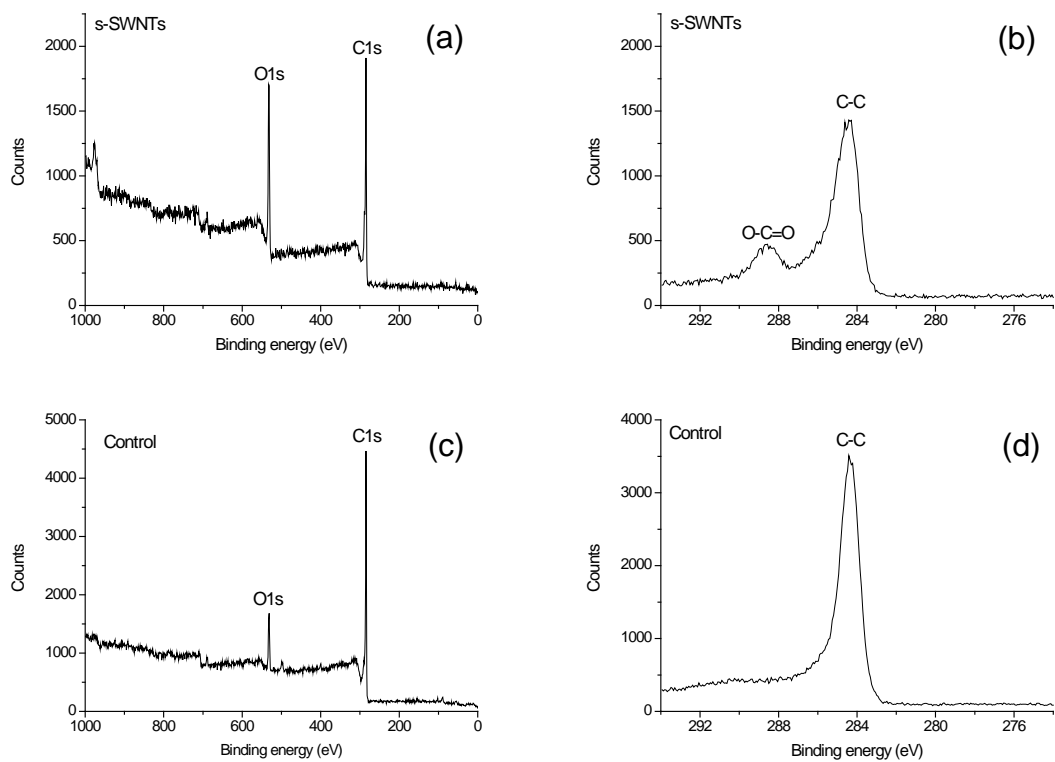 s-SWNTs
(a)
O1s
C1s
2000
1500
1000
500
0
Counts
1000
800
600
400
200
0
Binding energy (eV)
s-SWNTs
(b)
C-C
O-C=O
2000
1500
1000
500
0
Counts
292
288
284
280
276
Binding energy (eV)
Control
(c)
C1s
O1s
5000
4000
3000
2000
1000
0
Counts
1000
800
600
400
200
0
Binding energy (eV)
Control
(d)
C-C
4000
3000
2000
1000
0
Counts
292
288
284
280
276
Binding energy (eV)